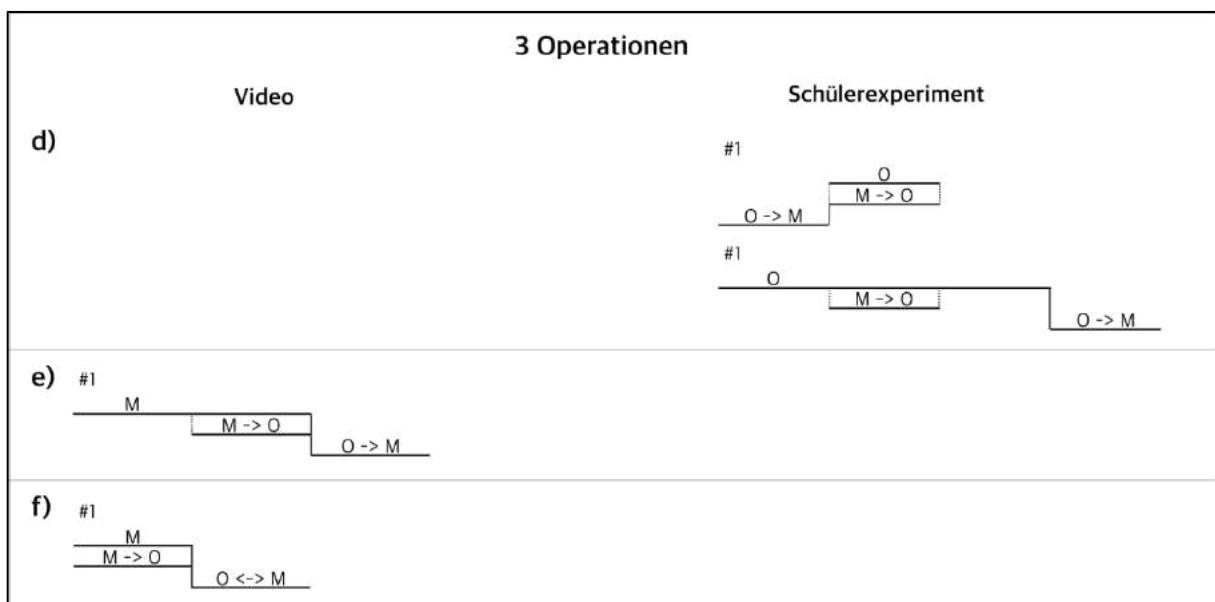 3 Operationen
Video
Schülerexperiment
d)
#1
O
M -> O
O -> M
#1
O
M -> O
O -> M
e) #1
M
M -> O
O -> M
f) #1
M
M -> O
O <-> M